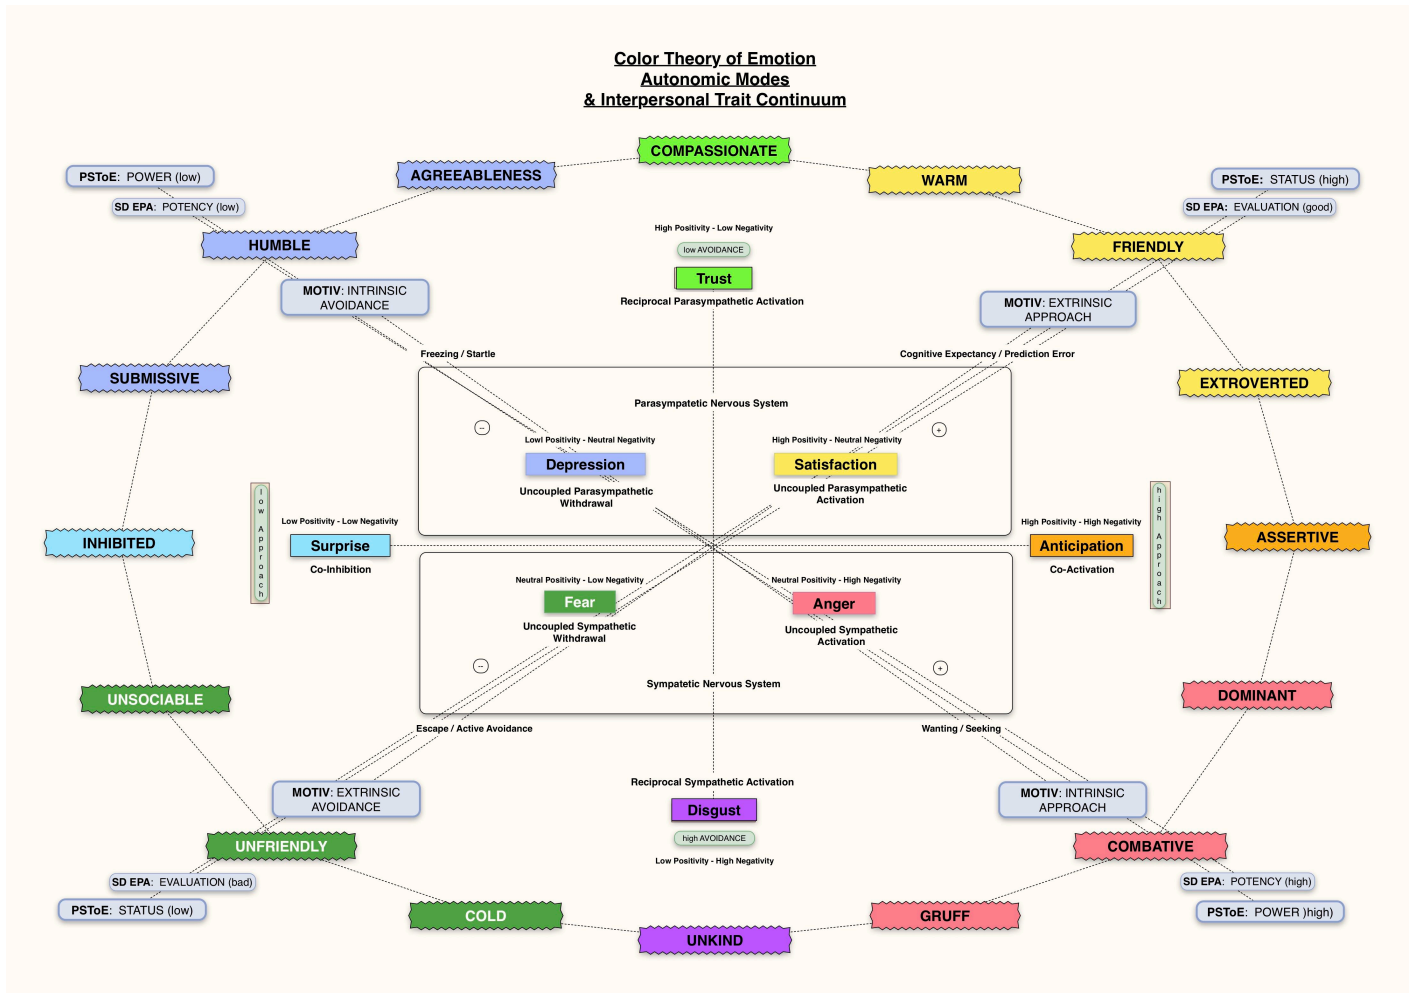 Color Theory of Emotion
Autonomic Modes
& Interpersonal Trait Continuum
COMPASSIONATE
AGREEABLENESS
WARM
PSToE: POWER (low)
PSToE: STATUS (high)
SD EPA: POTENCY (low)
SD EPA: EVALUATION (good)
HUMBLE
FRIENDLY
High Positivity - Low Negativity
low AVOIDANCE
Trust
Reciprocal Parasympathetic Activation
MOTIV: INTRINSIC
AVOIDANCE
MOTIV: EXTRINSIC
APPROACH
Freezing / Startle
Cognitive Expectancy / Prediction Error
SUBMISSIVE
EXTROVERTED
Parasympatetic Nervous System
--
+
Lowl Positivity - Neutral Negativity
High Positivity - Neutral Negativity
Depression
Satisfaction
Uncoupled Parasympathetic
Withdrawal
Uncoupled Parasympathetic
Activation
low Approach
high Approach
Low Positivity - Low Negativity
High Positivity - High Negativity
INHIBITED
Surprise
Anticipation
ASSERTIVE
Co-Inhibition
Co-Activation
Neutral Positivity - Low Negativity
Neutral Positivity - High Negativity
Fear
Anger
Uncoupled Sympathetic
Withdrawal
Uncoupled Sympathetic
Activation
--
+
Sympatetic Nervous System
UNSOCIABLE
DOMINANT
Escape / Active Avoidance
Wanting / Seeking
Reciprocal Sympathetic Activation
MOTIV: EXTRINSIC
AVOIDANCE
MOTIV: INTRINSIC
APPROACH
Disgust
high AVOIDANCE
Low Positivity - High Negativity
UNFRIENDLY
COMBATIVE
SD EPA: EVALUATION (bad)
SD EPA: POTENCY (high)
PSToE: STATUS (low)
PSToE: POWER )high)
COLD
GRUFF
UNKIND